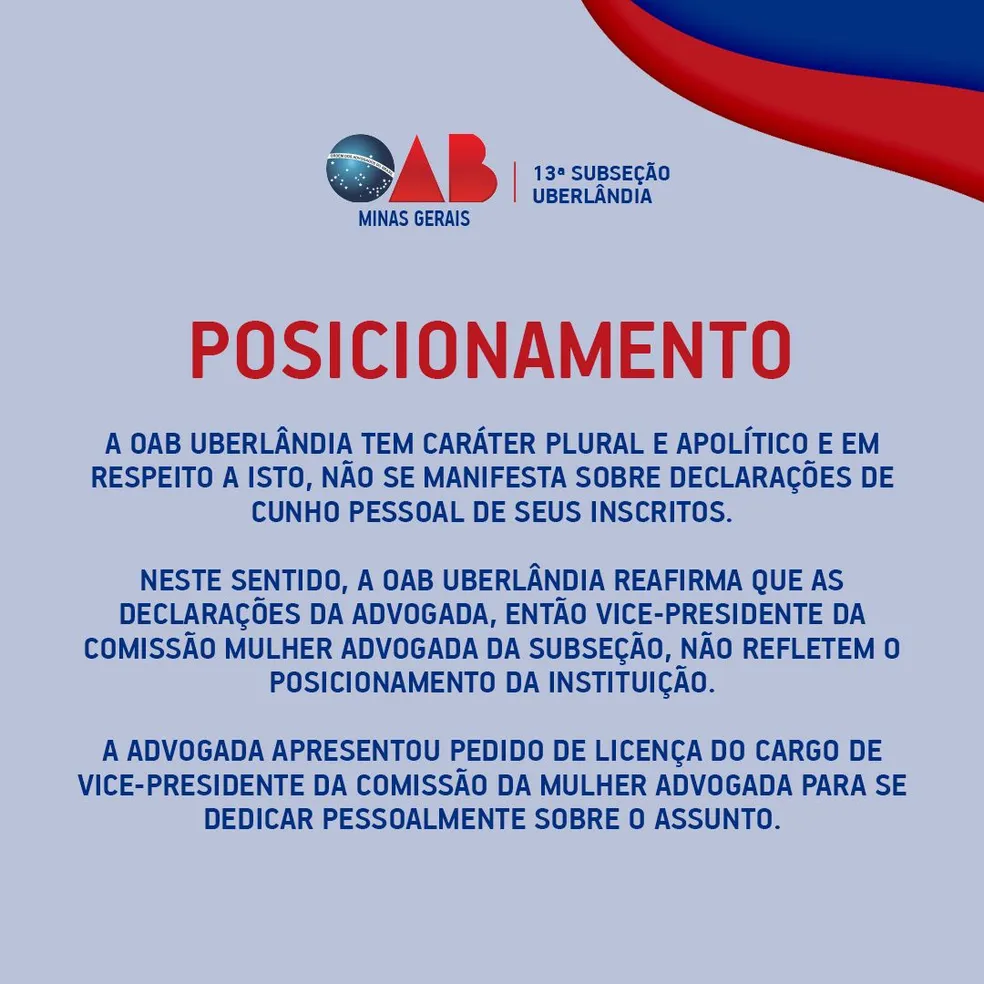 OAB
MINAS GERAIS
13ª SUBSEÇÃO
UBERLÂNDIA
POSICIONAMENTO
A OAB UBERLÂNDIA TEM CARÁTER PLURAL E APOLÍTICO E EM
RESPEITO A ISTO, NÃO SE MANIFESTA SOBRE DECLARAÇÕES DE
CUNHO PESSOAL DE SEUS INSCRITOS.
NESTE SENTIDO, A OAB UBERLÂNDIA REAFIRMA QUE AS
DECLARAÇÕES DA ADVOGADA, ENTÃO VICE-PRESIDENTE DA
COMISSÃO MULHER ADVOGADA DA SUBSEÇÃO, NÃO REFLETEM O
POSICIONAMENTO DA INSTITUIÇÃO.
A ADVOGADA APRESENTOU PEDIDO DE LICENÇA DO CARGO DE
VICE-PRESIDENTE DA COMISSÃO DA MULHER ADVOGADA PARA SE
DEDICAR PESSOALMENTE SOBRE O ASSUNTO.